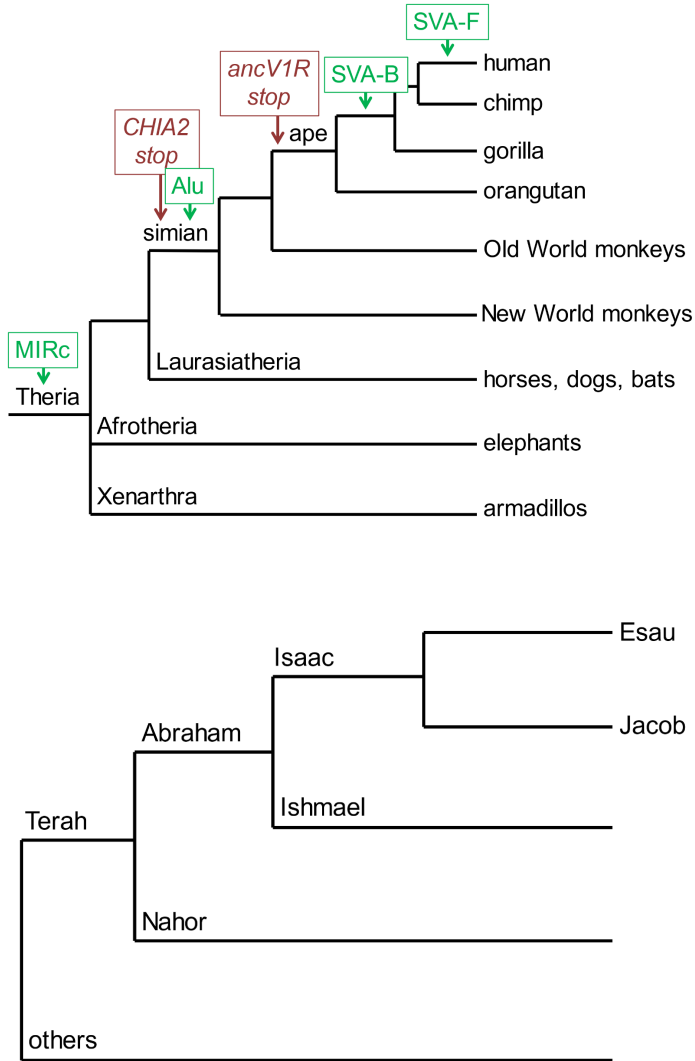 SVA-F
human
ancV1R
stop
SVA-B
chimp
CHIA2
stop
ape
gorilla
Alu
orangutan
simian
Old World monkeys
New World monkeys
MIRc
Laurasiatheria
horses, dogs, bats
Theria
Afrotheria
elephants
Xenarthra
armadillos
Esau
Isaac
Jacob
Abraham
Ishmael
Terah
Nahor
others